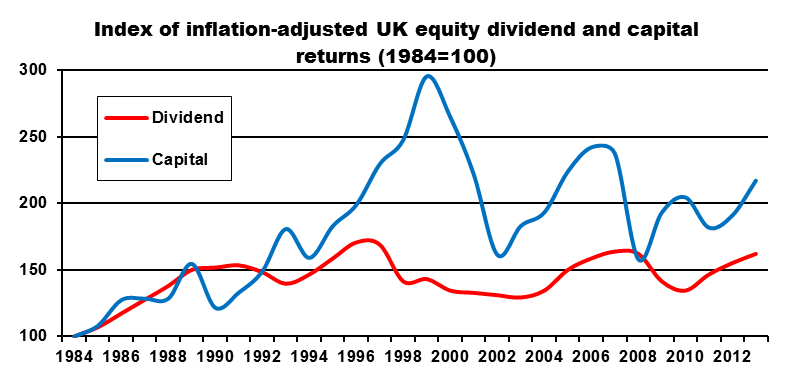 Index of inflation-adjusted UK equity dividend and capital
returns (1984=100)
300
250
200
150
100
Dividend
Capital
1984 1986 1988 1990 1992 1994 1996 1998 2000 2002 2004 2006 2008 2010 2012